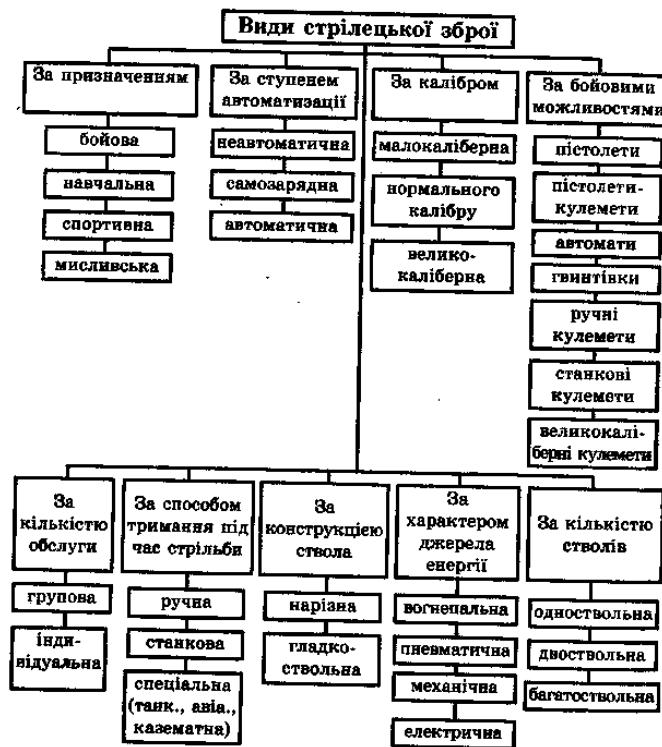 Види стрілецької зброї
За призначенням
бойова
навчальна
спортивна
мисливська
За ступенем
автоматизації
неавтоматична
самозарядна
автоматична
За калібром
малокаліберна
нормального
калібру
велико-
каліберна
За бойовими
можливостями
пістолети
пістолети-
кулемети
автомати
гвинтівки
ручні
кулемети
станкові
кулемети
великокалі-
берні кулемети
За
кількістю
обслуги
групова
інди-
відуальна
За способом
тримання під
час стрільби
ручна
станкова
спеціальна
(танк., авіа.,
казематна)
За
конструкцією
ствола
нарізна
гладко-
ствольна
За
характером
джерела
енергії
вогнепальна
пневматична
механічна
електрична
За кількістю
стволів
одноствольна
двоствольна
багатоствольна